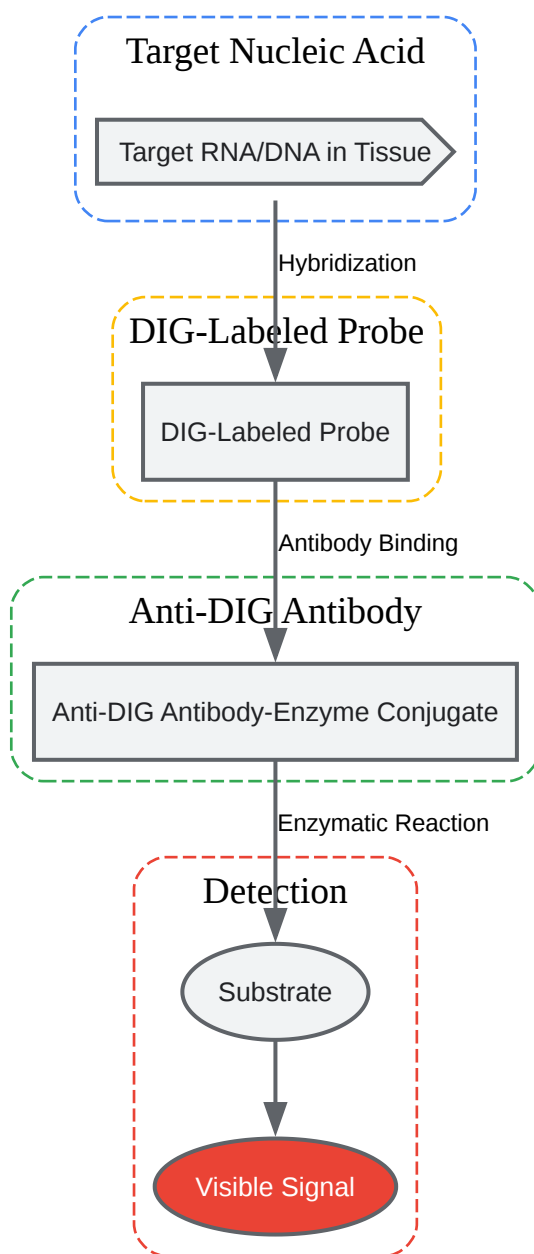 Target Nucleic Acid
Target RNA/DNA in Tissue
Hybridization
DIG-Labeled Probe
DIG-Labeled Probe
Antibody Binding
Anti-DIG Antibody
Anti-DIG Antibody-Enzyme Conjugate
Enzymatic Reaction
Detection
Substrate
Visible Signal